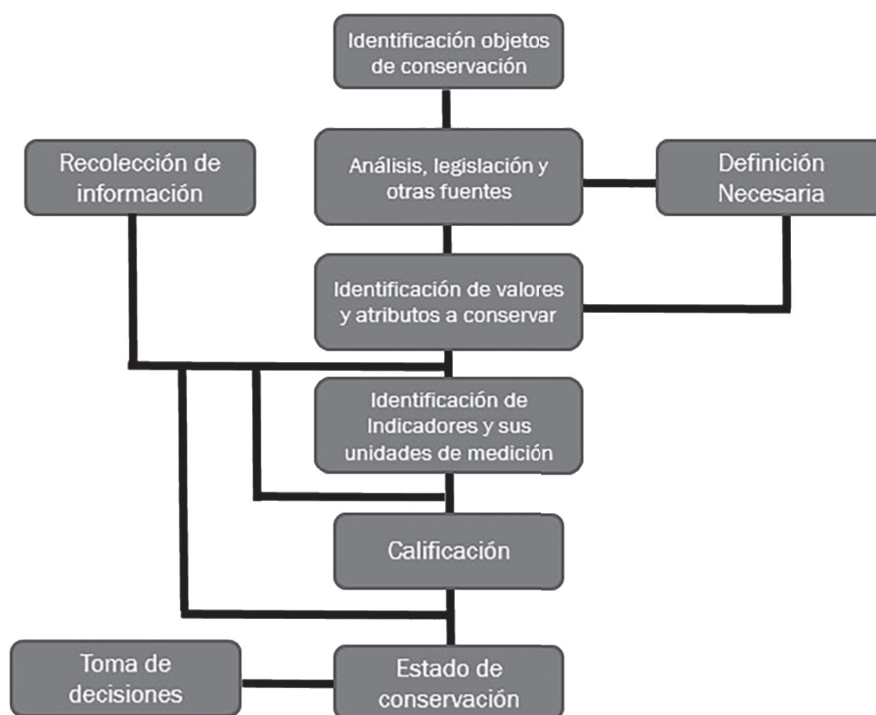 Identificación objetos
de conservación
Recolección de
información
Análisis, legislación y
otras fuentes
Definición
Necesaria
Identificación de valores
y atributos a conservar
Identificación de
Indicadores y sus
unidades de medición
Calificación
Toma de
decisiones
Estado de
conservación